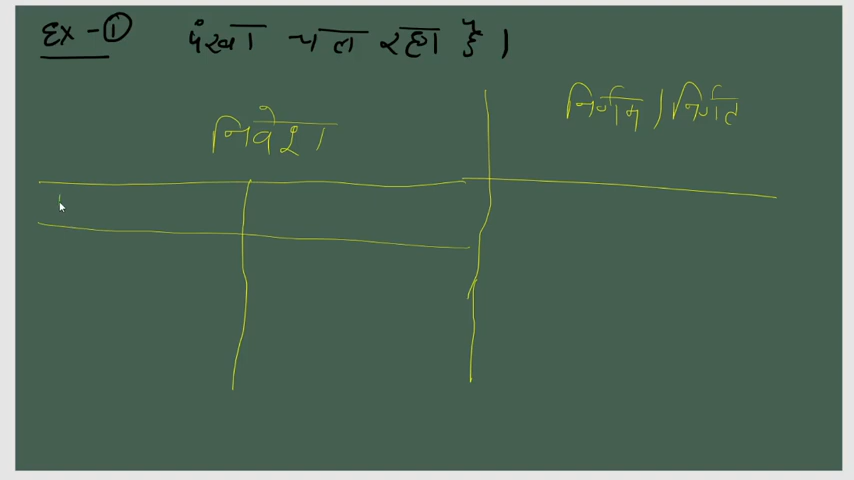 Ex - ① पंखा चल रहा है।
निवेश
निर्गम / निर्गत